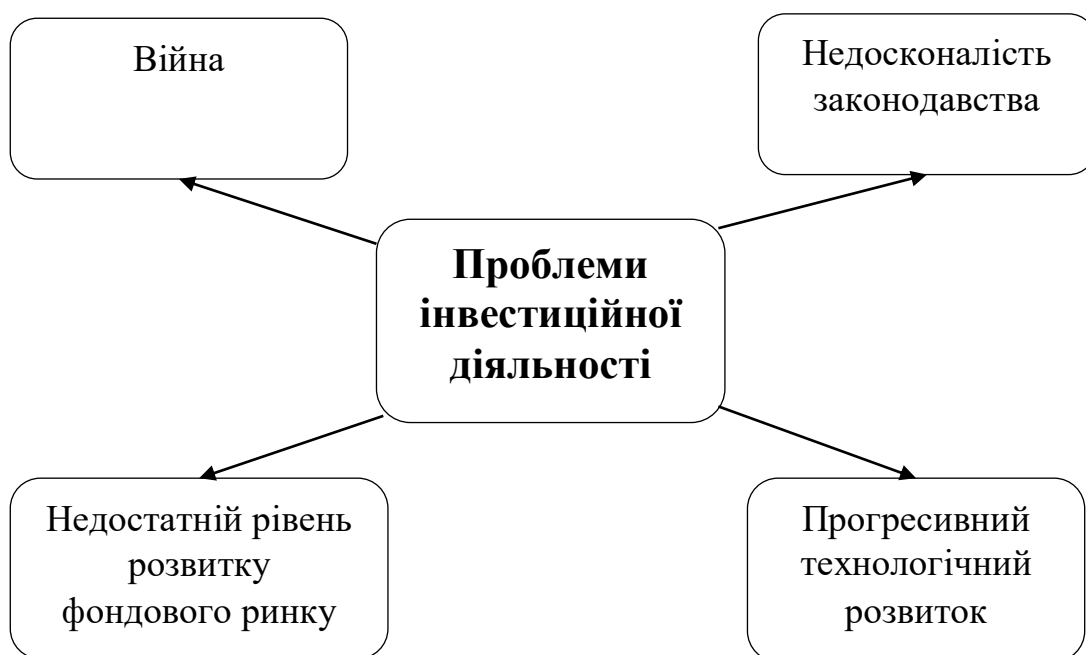 Війна
Недосконалість
законодавства
Проблеми
інвестиційної
діяльності
Недостатній рівень
розвитку
фондового ринку
Прогресивний
технологічний
розвиток